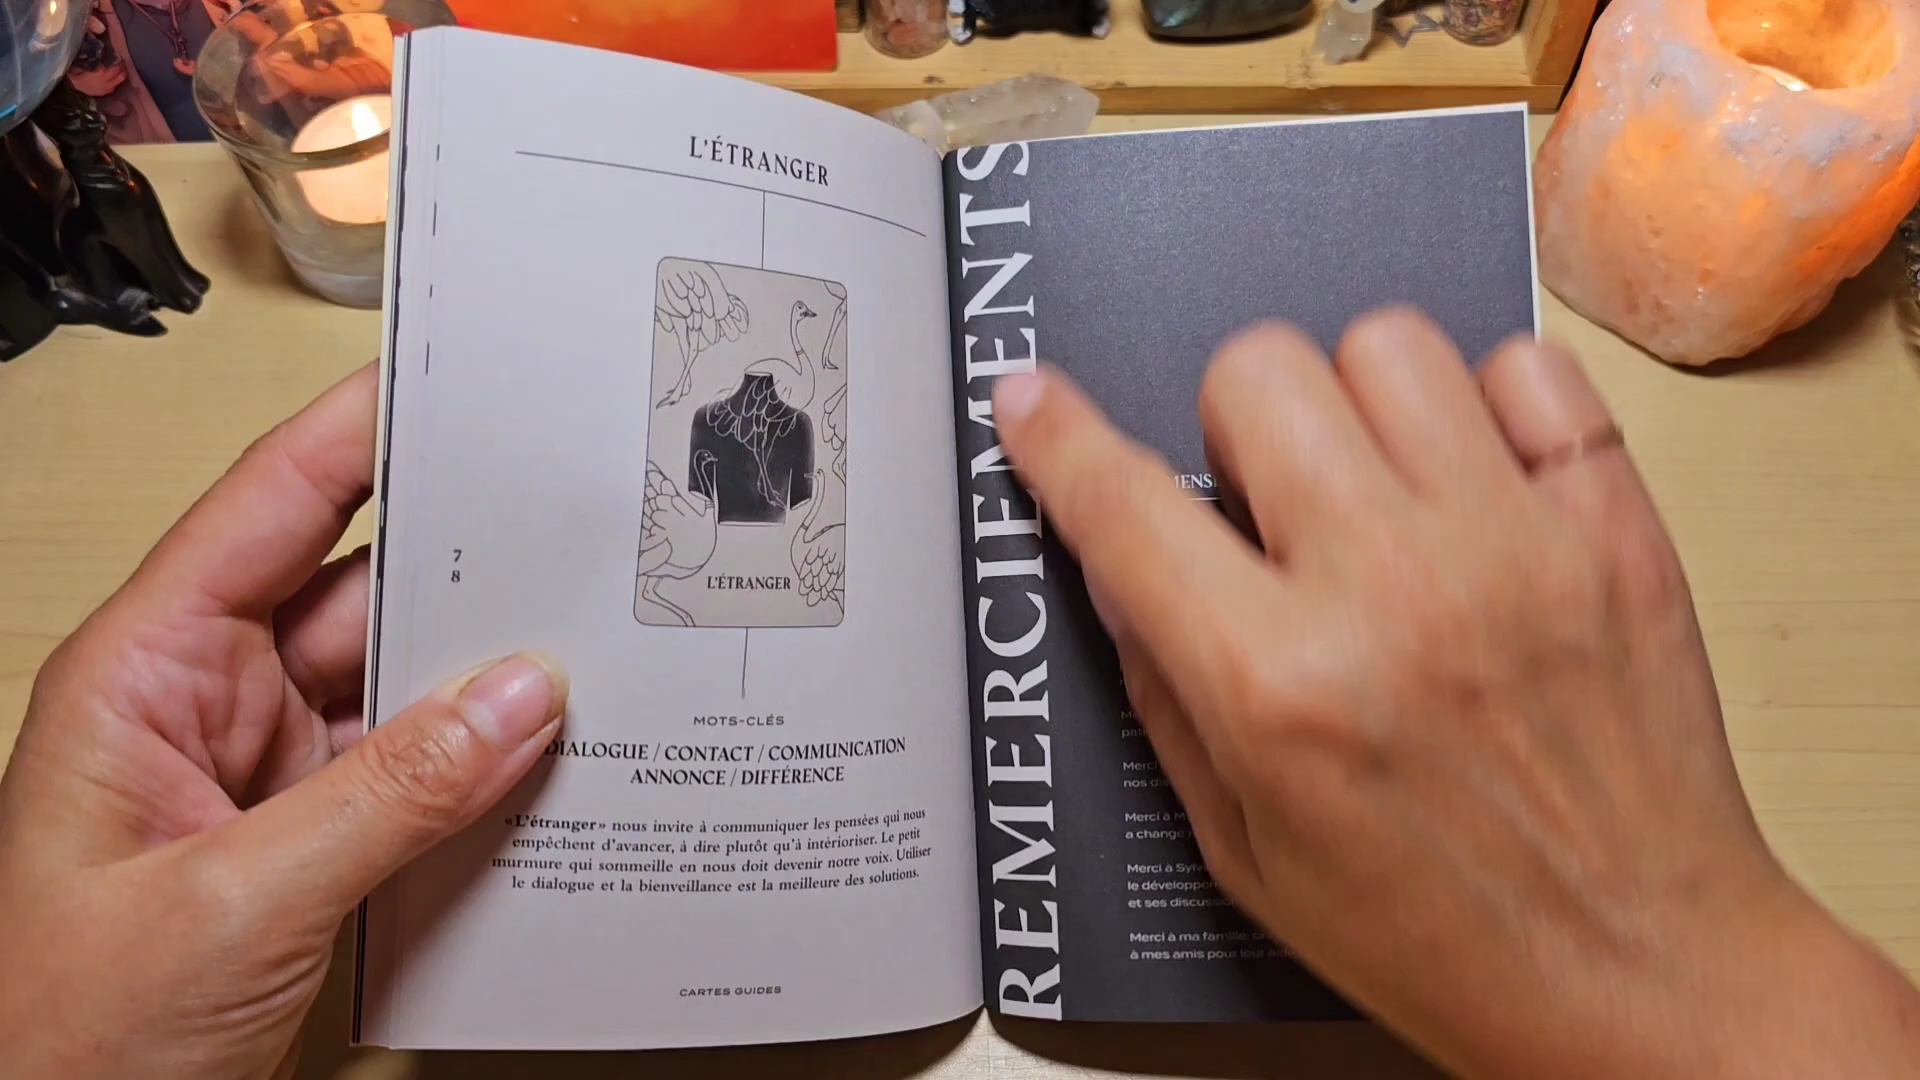 L'ÉTRANGER
L'ÉTRANGER
7
8
MOTS-CLÉS
DIALOGUE / CONTACT / COMMUNICATION
ANNONCE / DIFFÉRENCE
«L'étranger» nous invite à communiquer les pensées qui nous
empêchent d'avancer, à dire plutôt qu'à intérioriser. Le petit
murmure qui sommeille en nous doit devenir notre voix. Utiliser
le dialogue et la bienveillance est la meilleure des solutions.
CARTES GUIDES
REMERCIEMENTS
Merci
nos
Merci à
a changé
Merci à
le
et ses
Merci à ma famille,
à mes amis pour leur